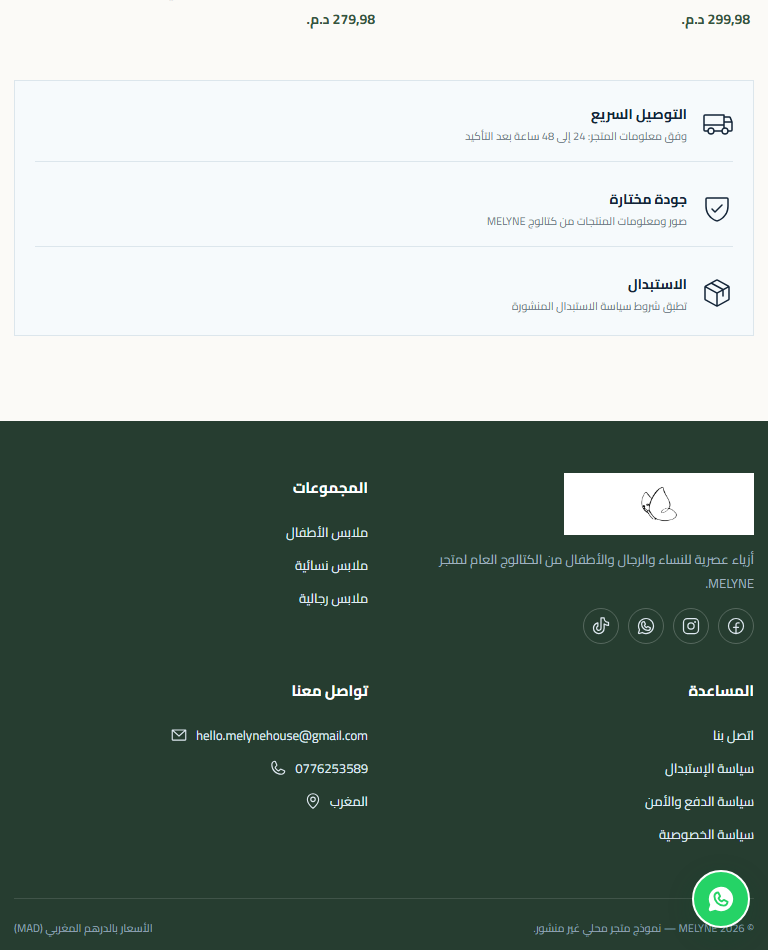 299,98 د.م.
279,98 د.م.
التوصيل السريع
وفق معلومات المتجر: 24 إلى 48 ساعة بعد التأكيد
جودة مختارة
صور ومعلومات المنتجات من كتالوج MELYNE
الاستبدال
تطبق شروط سياسة الاستبدال المنشورة
أزياء عصرية للنساء والرجال والأطفال من الكتالوج العام لمتجر
MELYNE.
المجموعات
ملابس الأطفال
ملابس نسائية
ملابس رجالية
المساعدة
اتصل بنا
سياسة الإستبدال
سياسة الدفع والأمن
سياسة الخصوصية
تواصل معنا
hello.melynehouse@gmail.com
0776253589
المغرب
© 2026 MELYNE — نموذج متجر محلي غير منشور.
الأسعار بالدرهم المغربي (MAD)